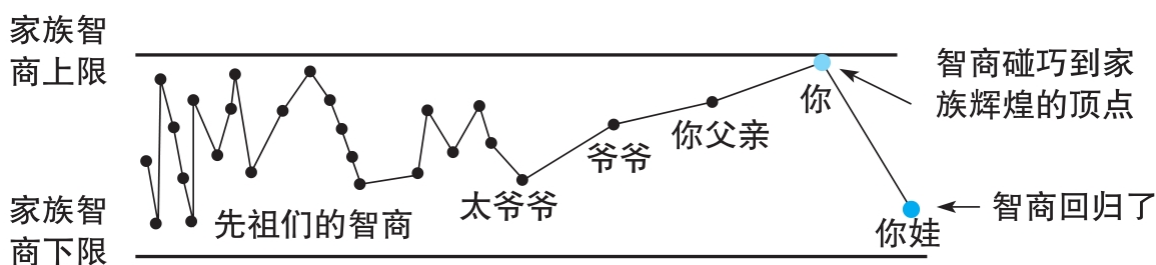 家族智
商上限
智商碰巧到家
族辉煌的顶点
你
你父亲
爷爷
太爷爷
先祖们的智商
家族智
商下限
智商回归了
你娃